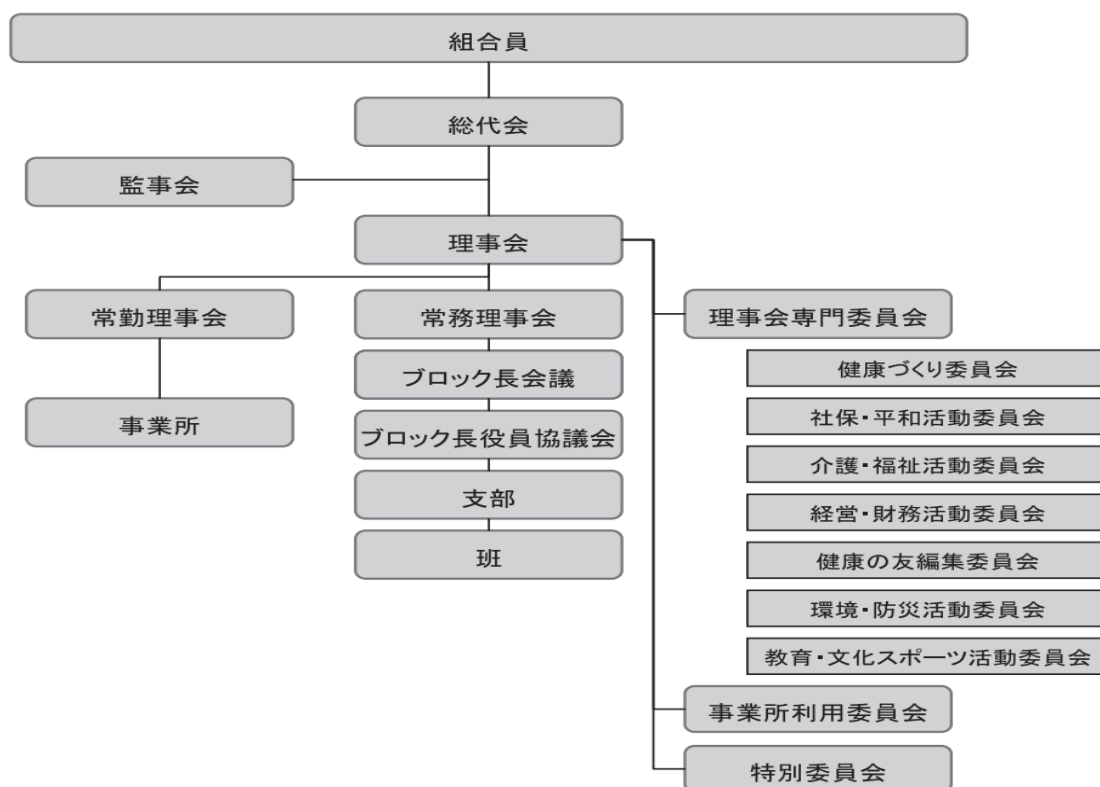 組合員
総代会
監事会
理事会
常勤理事会
常務理事会
理事会専門委員会
ブロック長会議
健康づくり委員会
事業所
ブロック長役員協議会
社保・平和活動委員会
介護・福祉活動委員会
支部
経営・財務活動委員会
班
健康の友編集委員会
環境・防災活動委員会
教育・文化スポーツ活動委員会
事業所利用委員会
特別委員会